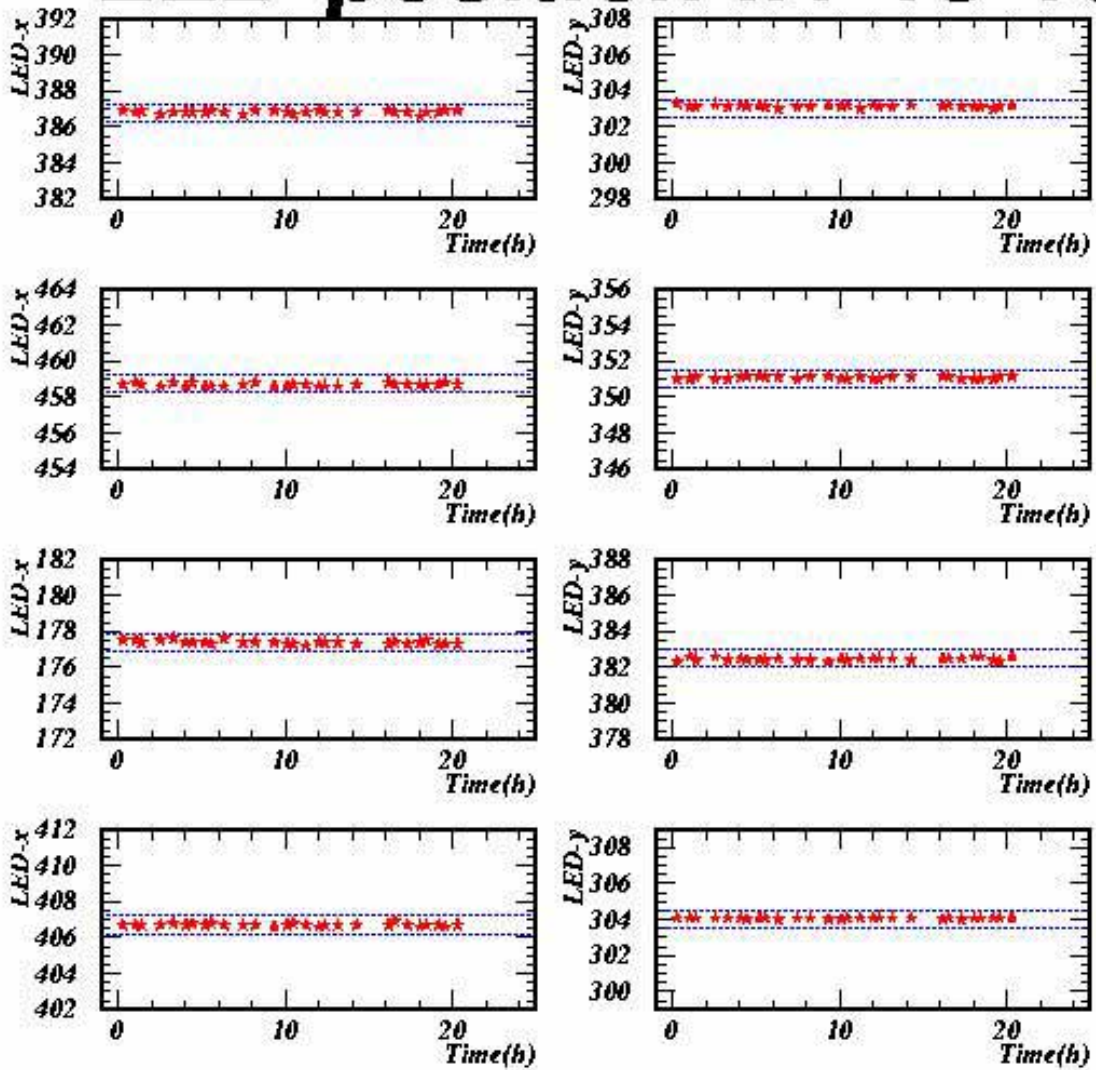 LED-x
392
390
388
386
384
382
0 10 20
Time(h)
LED-y
308
306
304
302
300
298
0 10 20
Time(h)
LED-x
464
462
460
458
456
454
0 10 20
Time(h)
LED-y
356
354
352
350
348
346
0 10 20
Time(h)
LED-x
182
180
178
176
174
172
0 10 20
Time(h)
LED-y
388
386
384
382
380
378
0 10 20
Time(h)
LED-x
412
410
408
406
404
402
0 10 20
Time(h)
LED-y
308
306
304
302
300
0 10 20
Time(h)